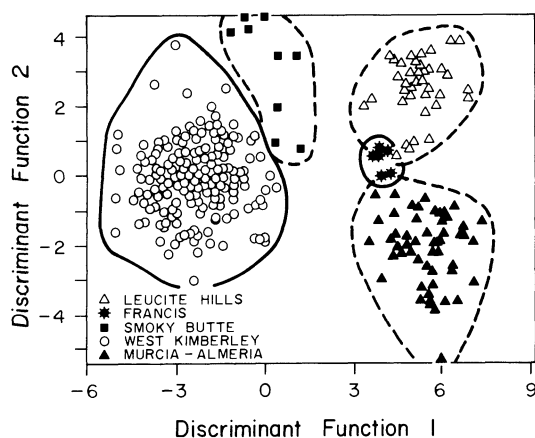 Discriminant Function 2
4
2
0
-2
-4
△ LEUCITE HILLS
✸ FRANCIS
■ SMOKY BUTTE
○ WEST KIMBERLEY
▲ MURCIA-ALMERIA
-6 -3 0 3 6 9
Discriminant Function 1